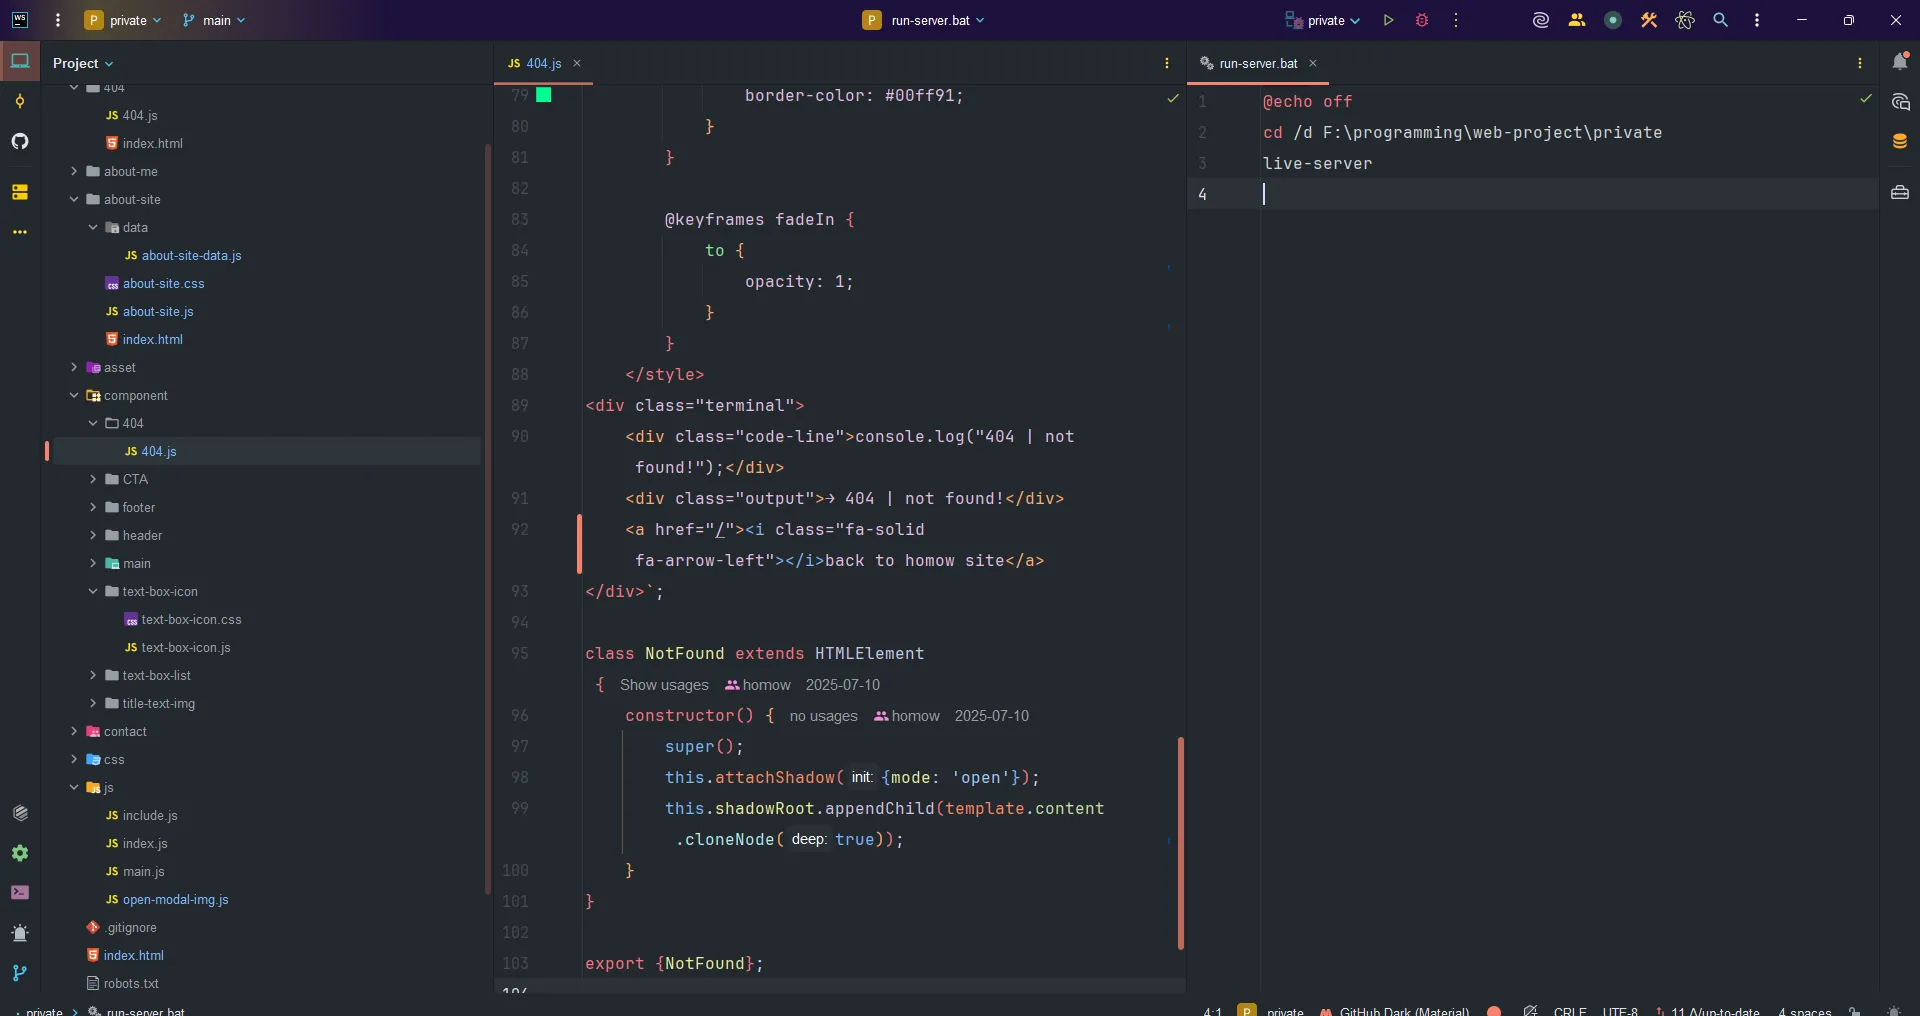 WS
P private
main
P run-server.bat
private
Project
JS 404.js
run-server.bat
404
JS 404.js
index.html
about-me
about-site
data
JS about-site-data.js
css about-site.css
JS about-site.js
index.html
asset
component
404
JS 404.js
CTA
footer
header
main
text-box-icon
css text-box-icon.css
JS text-box-icon.js
text-box-list
title-text-img
contact
css
js
JS include.js
JS index.js
JS main.js
JS open-modal-img.js
.gitignore
index.html
robots.txt
79 border-color: #00ff91;
80 }
81 }
82
83 @keyframes fadeIn {
84 to {
85 opacity: 1;
86 }
87 }
88 </style>
89 <div class="terminal">
90 <div class="code-line">console.log("404 | not
found!");</div>
91 <div class="output">→ 404 | not found!</div>
92 <a href="/"><i class="fa-solid
fa-arrow-left"></i>back to homow site</a>
93 </div>`;
94
95 class NotFound extends HTMLElement
{ Show usages homow 2025-07-10
96 constructor() { no usages homow 2025-07-10
97 super();
98 this.attachShadow( init: {mode: 'open'});
99 this.shadowRoot.appendChild(template.content
.cloneNode( deep: true));
100 }
101 }
102
103 export {NotFound};
104
1 @echo off
2 cd /d F:\programming\web-project\private
3 live-server
4
private > run-server.bat
4:1 P private GitHub Dark (Material) CRLF UTF-8 11 Δ/up-to-date 4 spaces